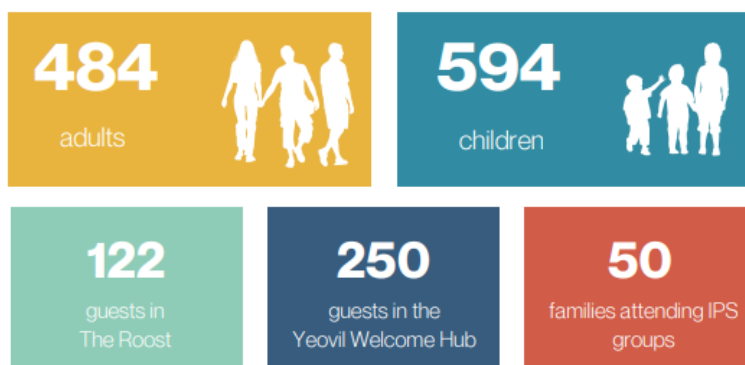 484
adults
594
children
122
guests in
The Roost
250
guests in the
Yeovil Welcome Hub
50
families attending IPS
groups